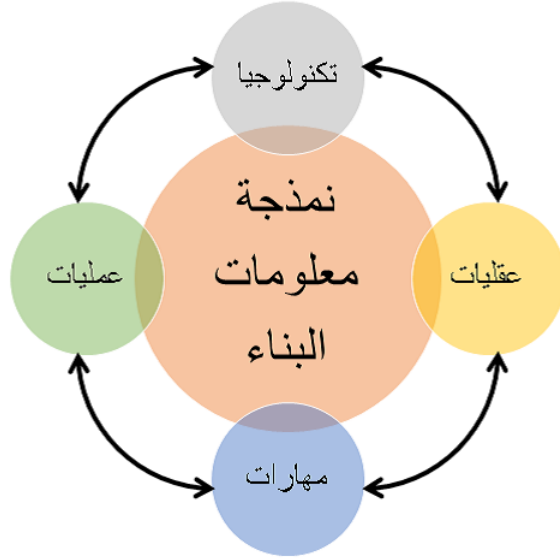 تكنولوجيا
نمذجة
معلومات
البناء
عقليات
عمليات
مهارات